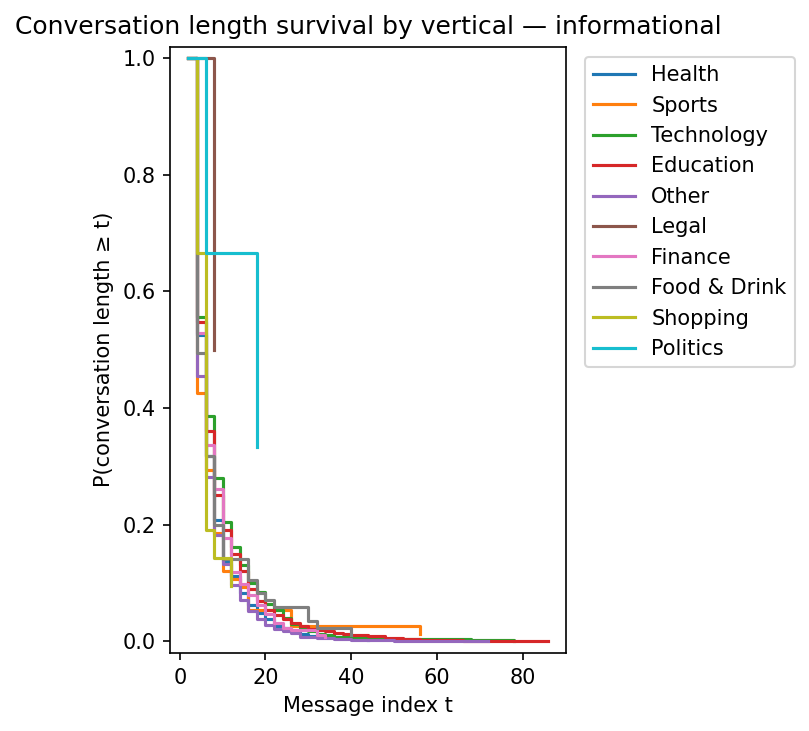 Conversation length survival by vertical — informational
P(conversation length ≥ t)
1.0
0.8
0.6
0.4
0.2
0.0
0
20
40
60
80
Message index t
Health
Sports
Technology
Education
Other
Legal
Finance
Food & Drink
Shopping
Politics